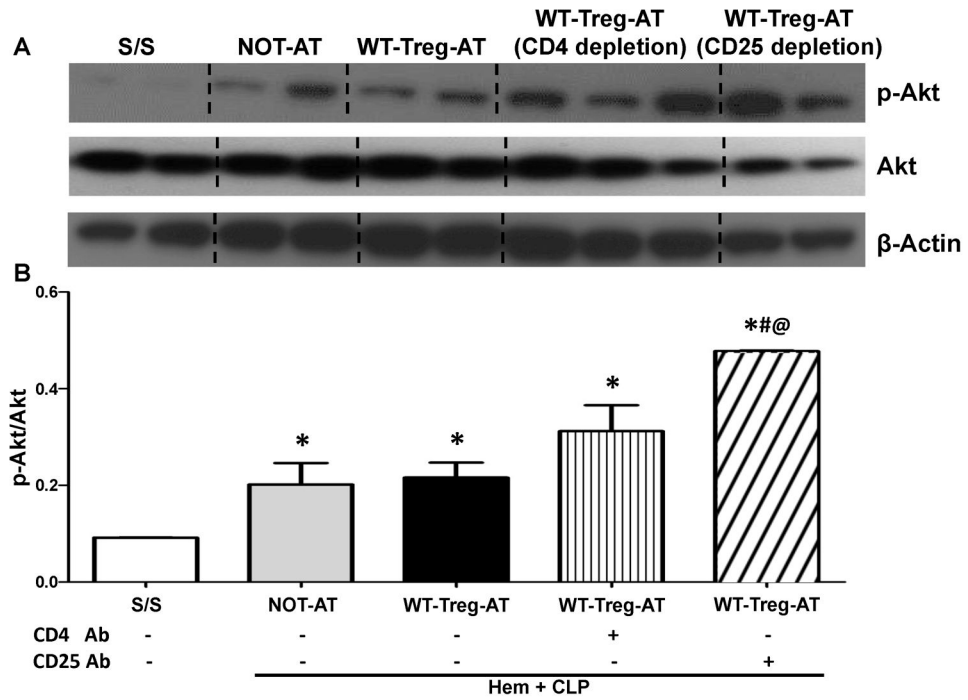 A
S/S NOT-AT WT-Treg-AT WT-Treg-AT (CD4 depletion) WT-Treg-AT (CD25 depletion)
p-Akt
Akt
β-Actin
B
p-Akt/Akt
0.6
0.4
0.2
0.0
*
*
*
*#@
S/S NOT-AT WT-Treg-AT WT-Treg-AT WT-Treg-AT
CD4 Ab - - - + -
CD25 Ab - - - - +
Hem + CLP